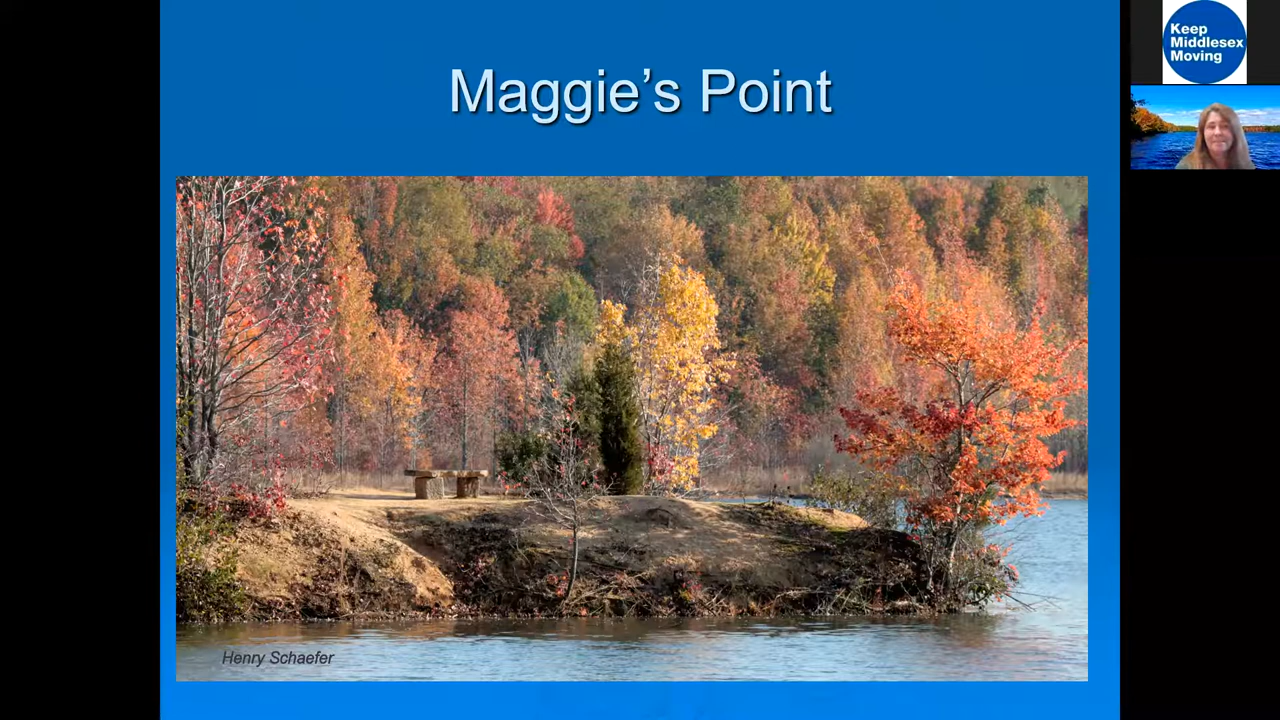 Maggie's Point
Keep
Middlesex
Moving
Henry Schaefer